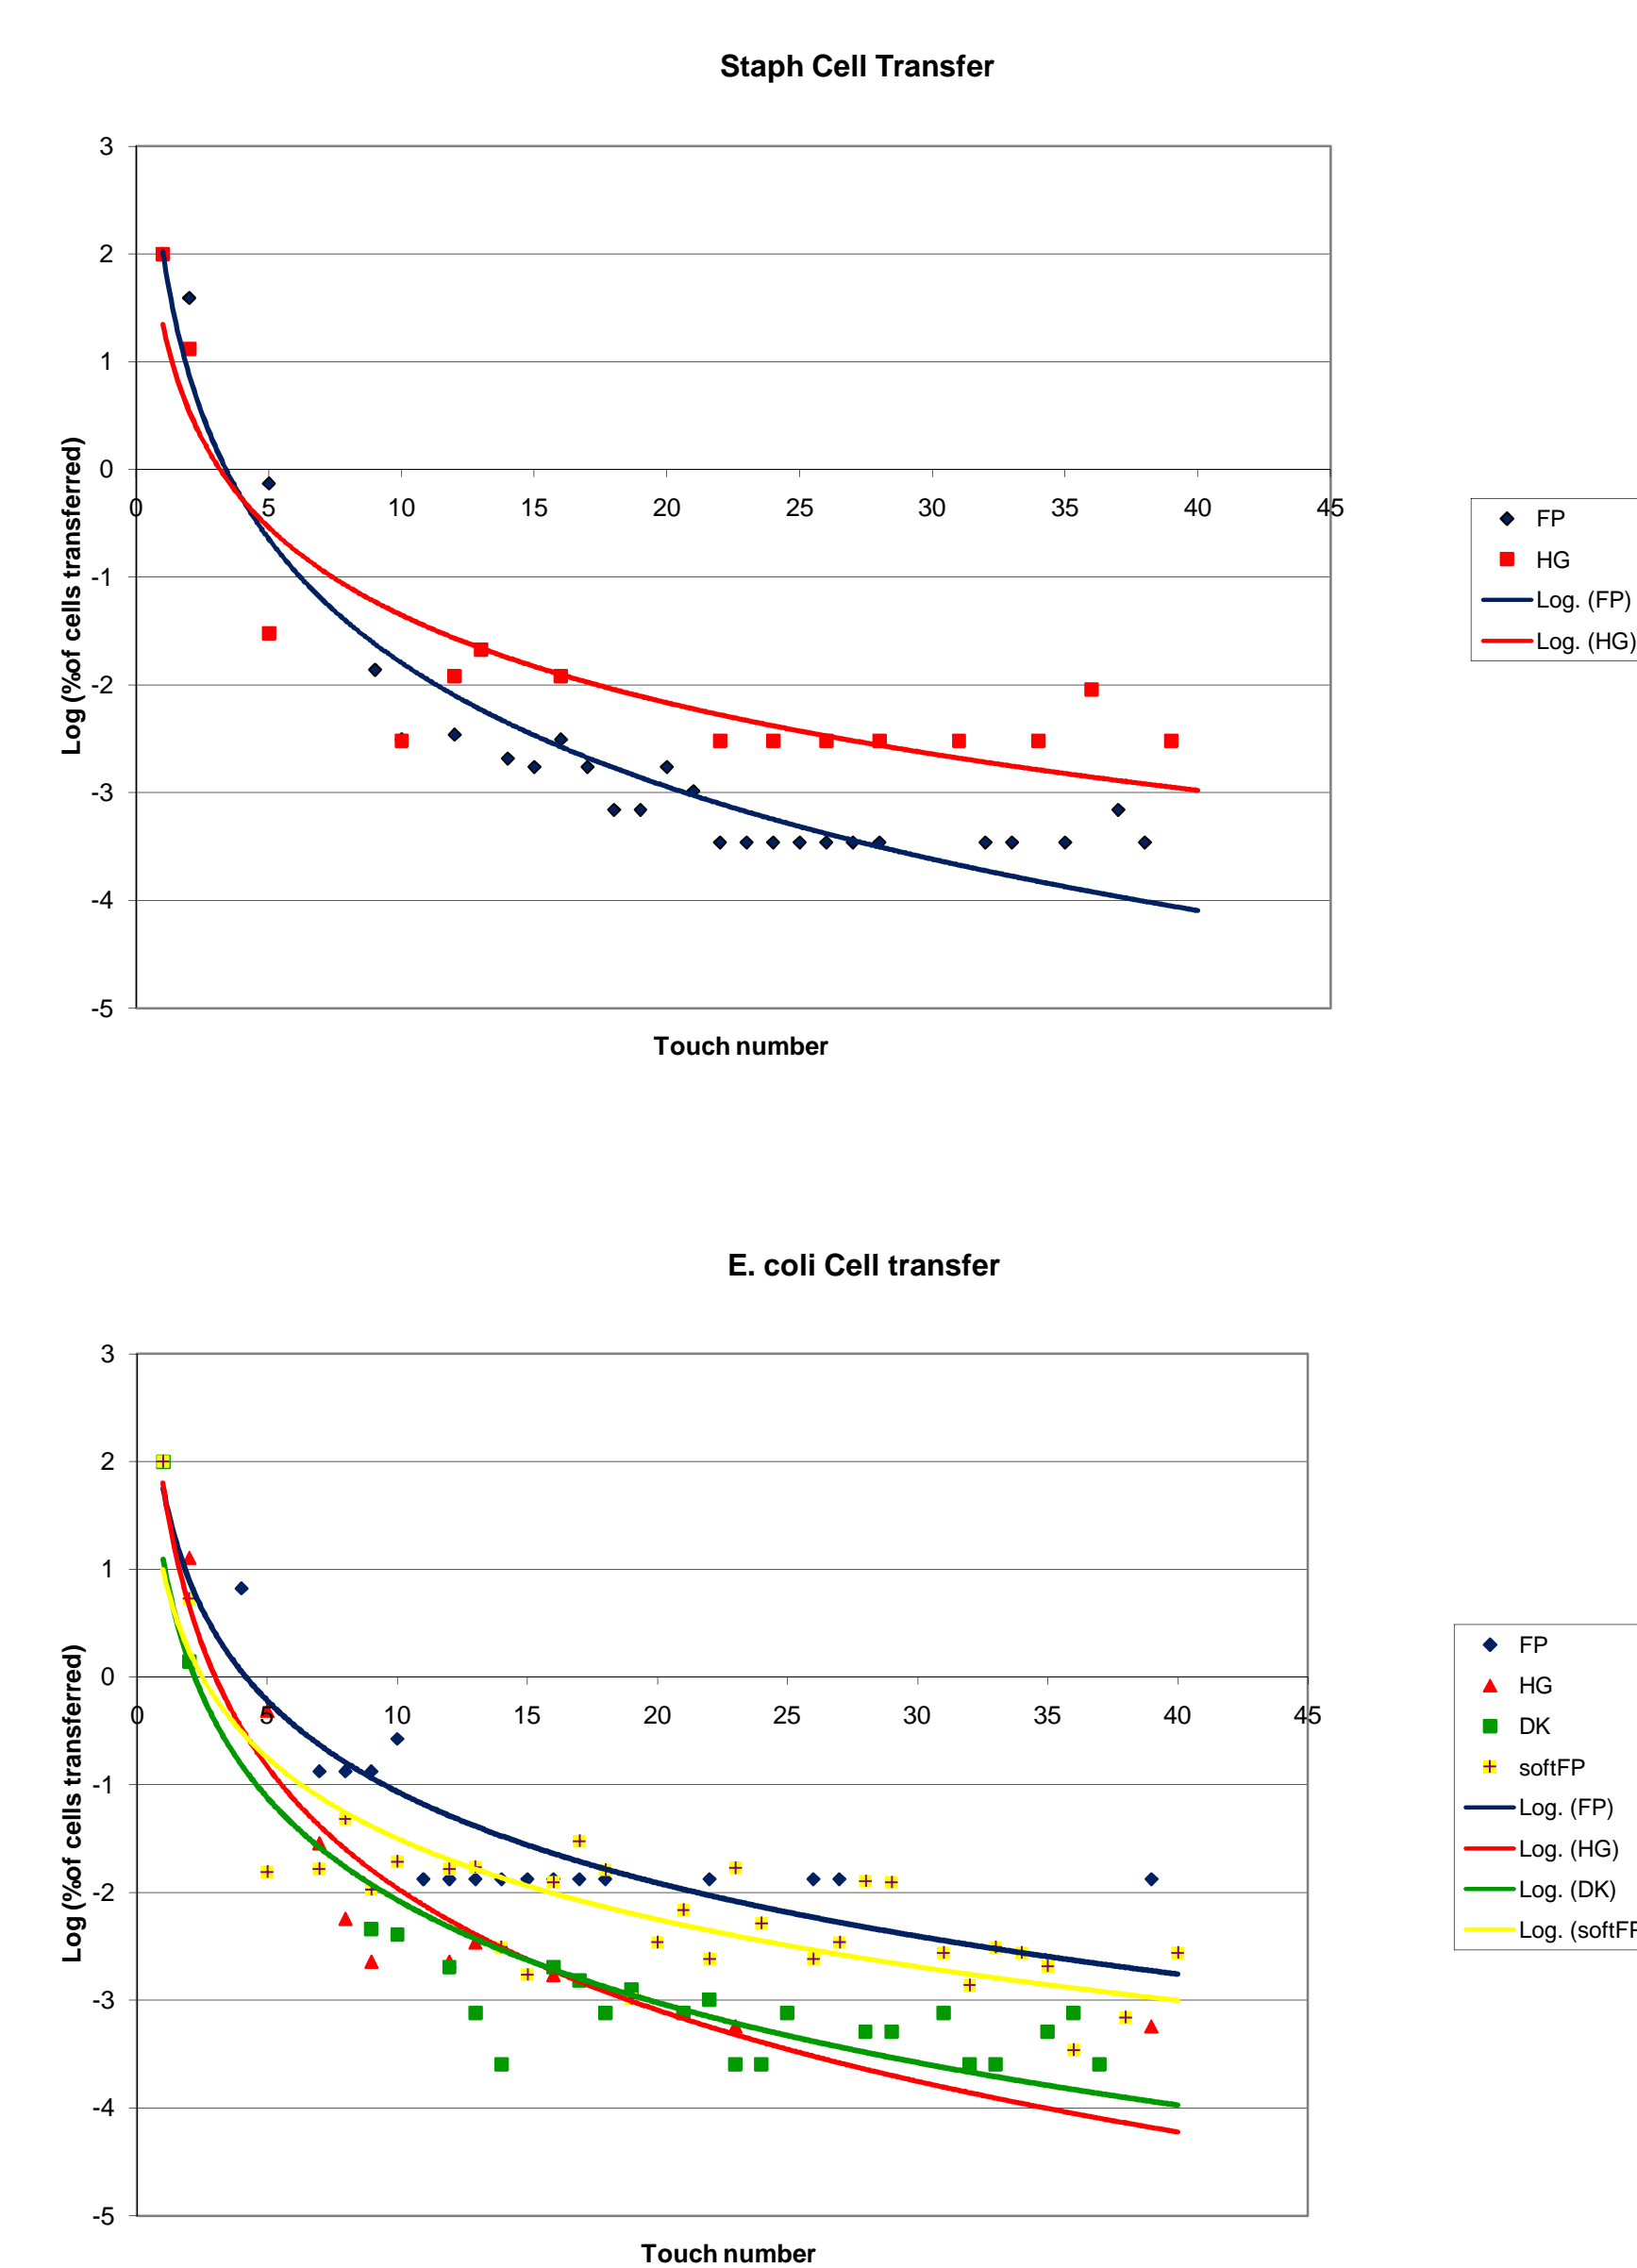 Staph Cell Transfer
3
2
1
0
-1
-2
-3
-4
-5
0 5 10 15 20 25 30 35 40 45
Log (%of cells transferred)
Touch number
FP
HG
Log. (FP)
Log. (HG)
E. coli Cell transfer
3
2
1
0
-1
-2
-3
-4
-5
0 5 10 15 20 25 30 35 40 45
Log (%of cells transferred)
Touch number
FP
HG
DK
softFP
Log. (FP)
Log. (HG)
Log. (DK)
Log. (softFP